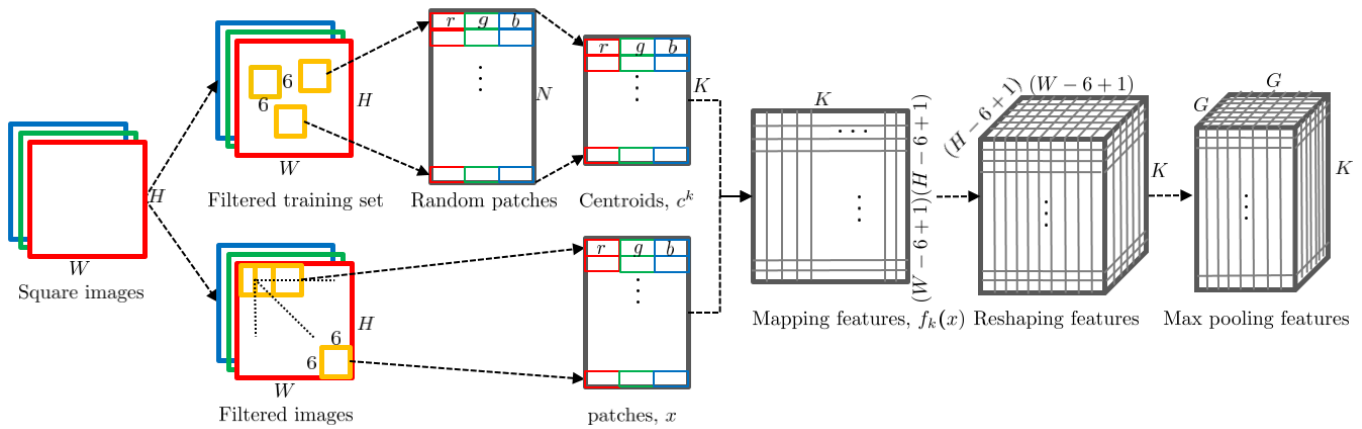 H
W
Square images
6
6
H
W
Filtered training set
r g b
N
Random patches
r g b
K
Centroids, c^k
6
6
H
W
Filtered images
r g b
patches, x
K
(W − 6 + 1)(H − 6 + 1)
Mapping features, f_k(x)
(H − 6 + 1)
(W − 6 + 1)
K
Reshaping features
G
G
K
Max pooling features